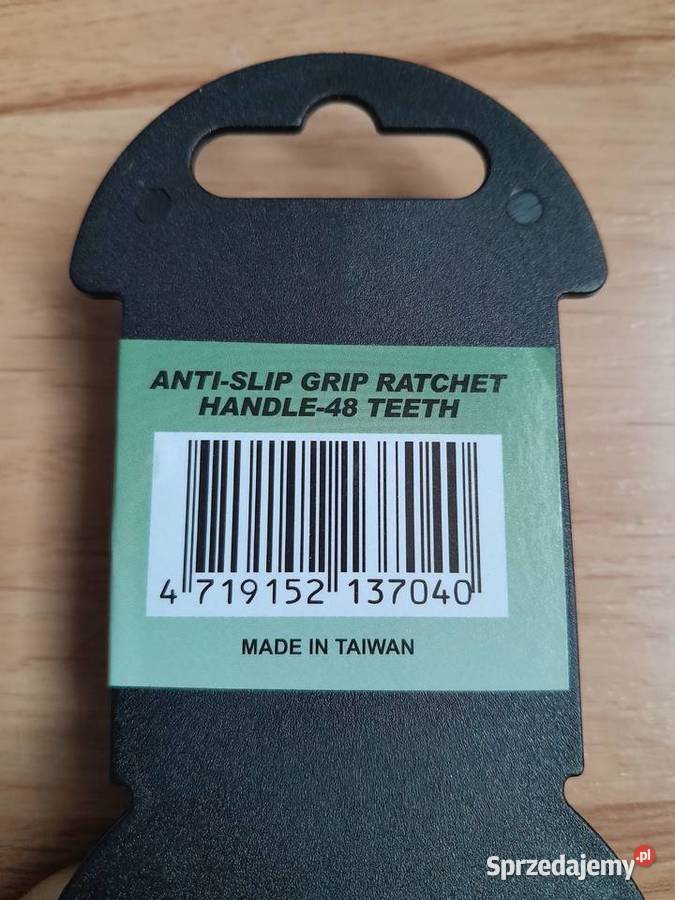 ANTI-SLIP GRIP RATCHET
HANDLE-48 TEETH
4 719152 137040
MADE IN TAIWAN
Sprzedajemy.pl